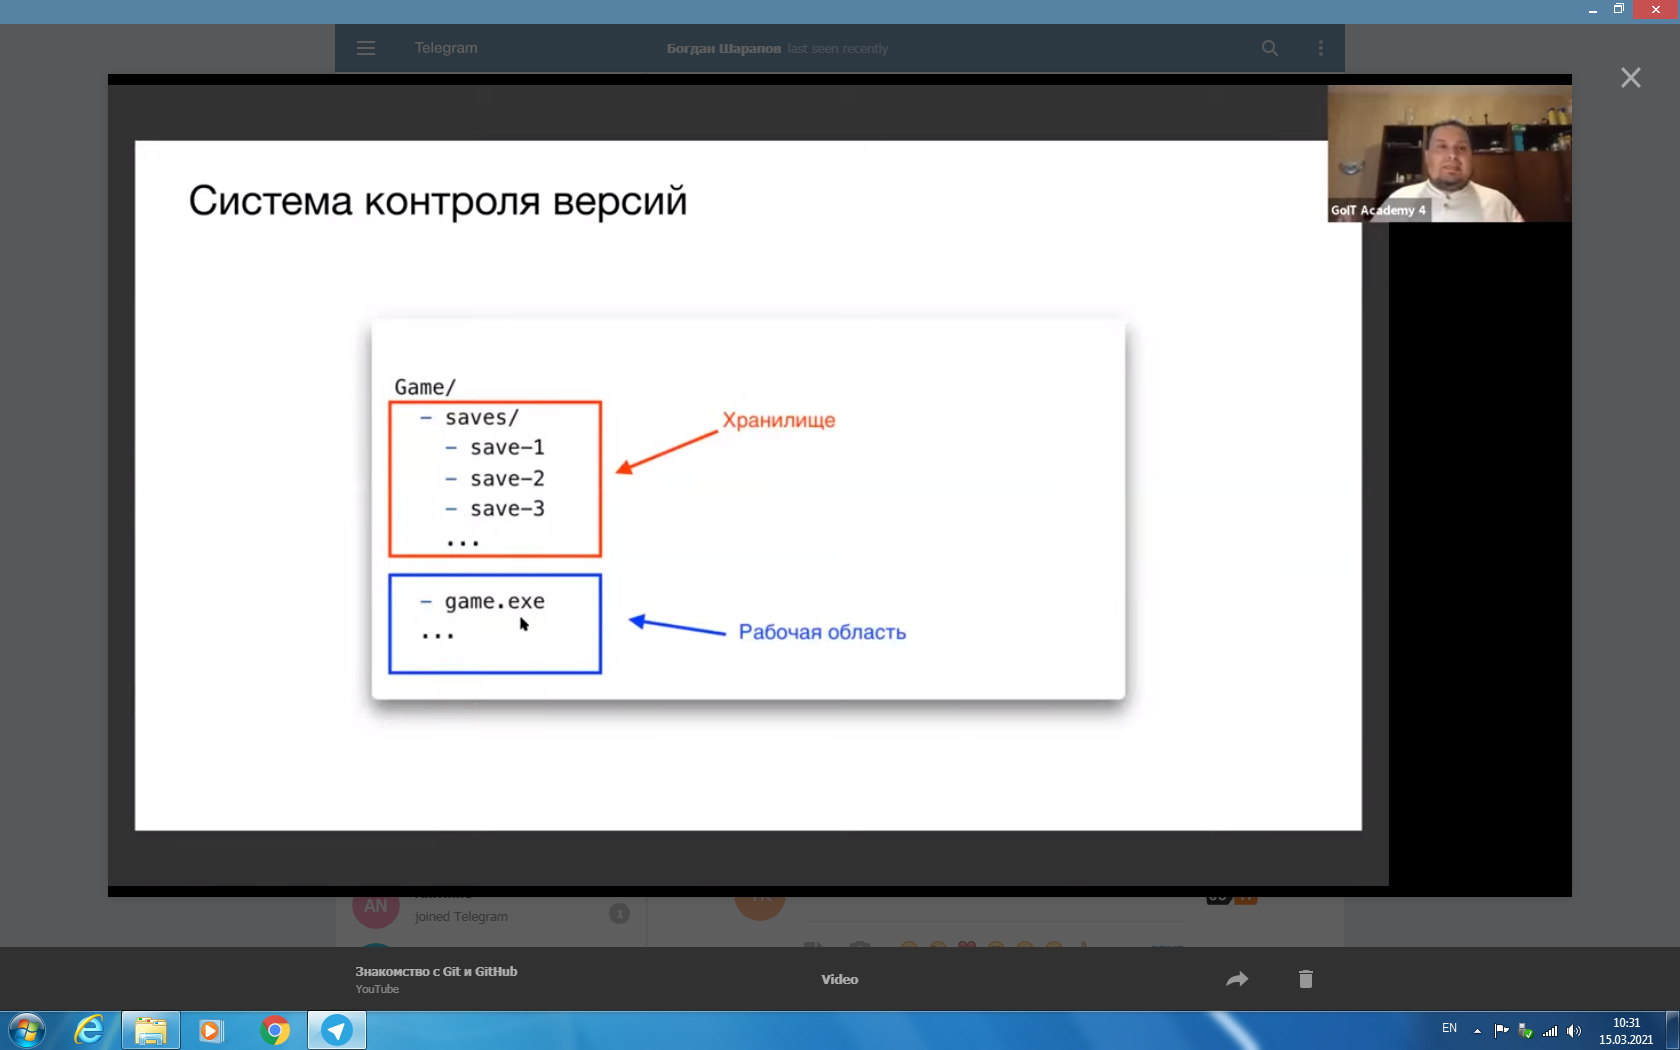 Telegram
Богдан Шарапов last seen recently
GoIT Academy 4
Система контроля версий
Game/
– saves/
– save-1
– save-2
– save-3
...
Хранилище
– game.exe
...
Рабочая область
AN
joined Telegram
1
Знакомство с Git и GitHub
YouTube
Video
EN
10:31
15.03.2021